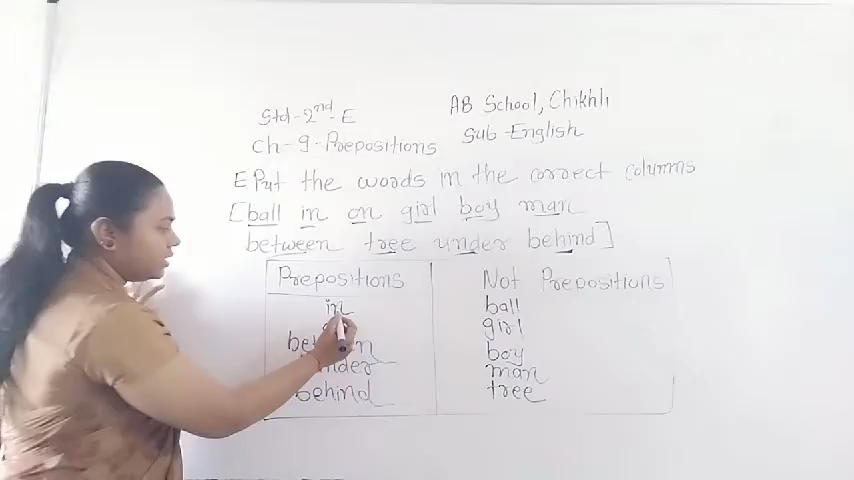 Std-2nd-E
AB School, Chikhli
Ch-9-Prepositions
Sub-English
E Put the words in the correct columns
[ball in on girl boy man
between tree under behind]
Prepositions
Not Prepositions
in
ball
girl
boy
under
man
behind
tree